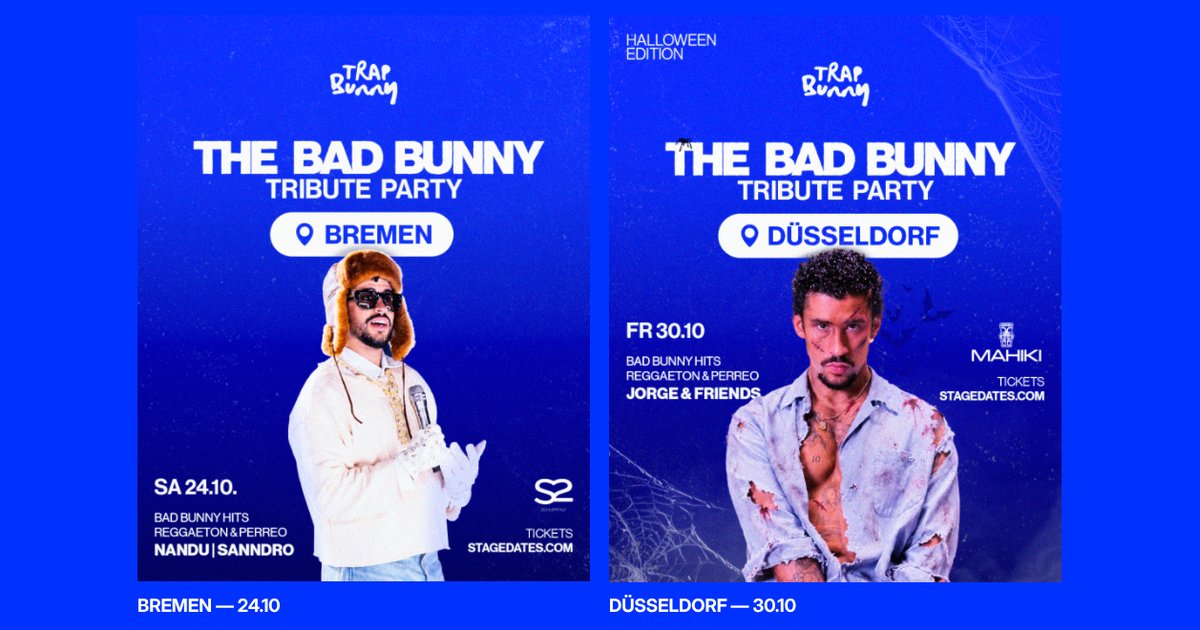 TRAP
Bunny
THE BAD BUNNY
TRIBUTE PARTY
BREMEN
SA 24.10.
BAD BUNNY HITS
REGGAETON & PERREO
NANDU | SANNDRO
S2
TICKETS
STAGEDATES.COM
BREMEN — 24.10
HALLOWEEN
EDITION
TRAP
Bunny
THE BAD BUNNY
TRIBUTE PARTY
DÜSSELDORF
FR 30.10
BAD BUNNY HITS
REGGAETON & PERREO
JORGE & FRIENDS
MAHIKI
TICKETS
STAGEDATES.COM
DÜSSELDORF — 30.10